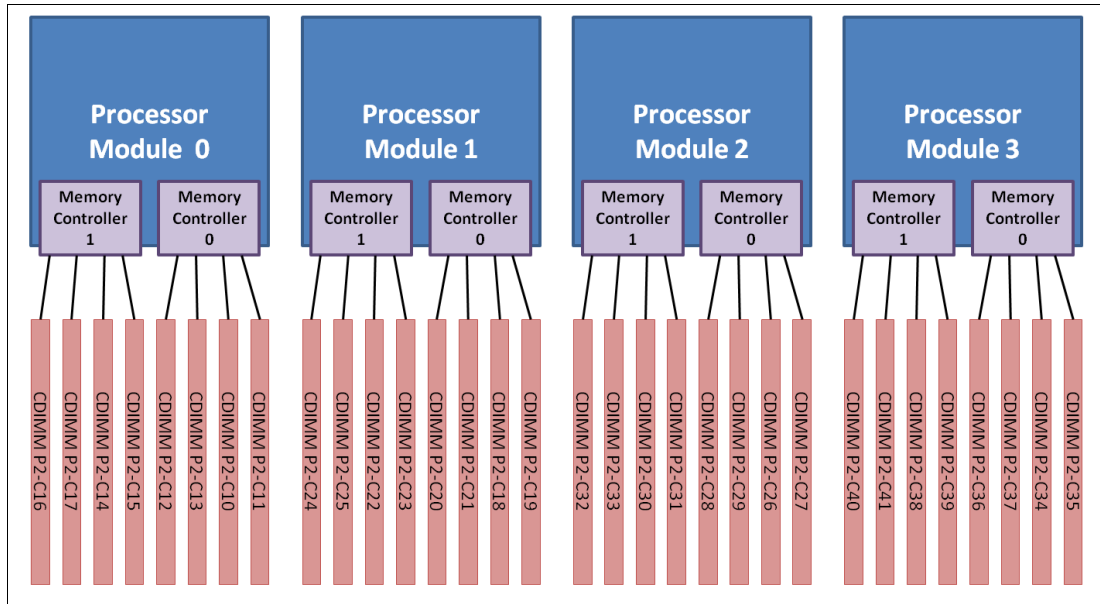 Processor
Module 0
Memory
Controller
1
Memory
Controller
0
CDIMM P2-C16
CDIMM P2-C17
CDIMM P2-C14
CDIMM P2-C15
CDIMM P2-C12
CDIMM P2-C13
CDIMM P2-C10
CDIMM P2-C11
Processor
Module 1
Memory
Controller
1
Memory
Controller
0
CDIMM P2-C24
CDIMM P2-C25
CDIMM P2-C22
CDIMM P2-C23
CDIMM P2-C20
CDIMM P2-C21
CDIMM P2-C18
CDIMM P2-C19
Processor
Module 2
Memory
Controller
1
Memory
Controller
0
CDIMM P2-C32
CDIMM P2-C33
CDIMM P2-C30
CDIMM P2-C31
CDIMM P2-C28
CDIMM P2-C29
CDIMM P2-C26
CDIMM P2-C27
Processor
Module 3
Memory
Controller
1
Memory
Controller
0
CDIMM P2-C40
CDIMM P2-C41
CDIMM P2-C38
CDIMM P2-C39
CDIMM P2-C36
CDIMM P2-C37
CDIMM P2-C34
CDIMM P2-C35